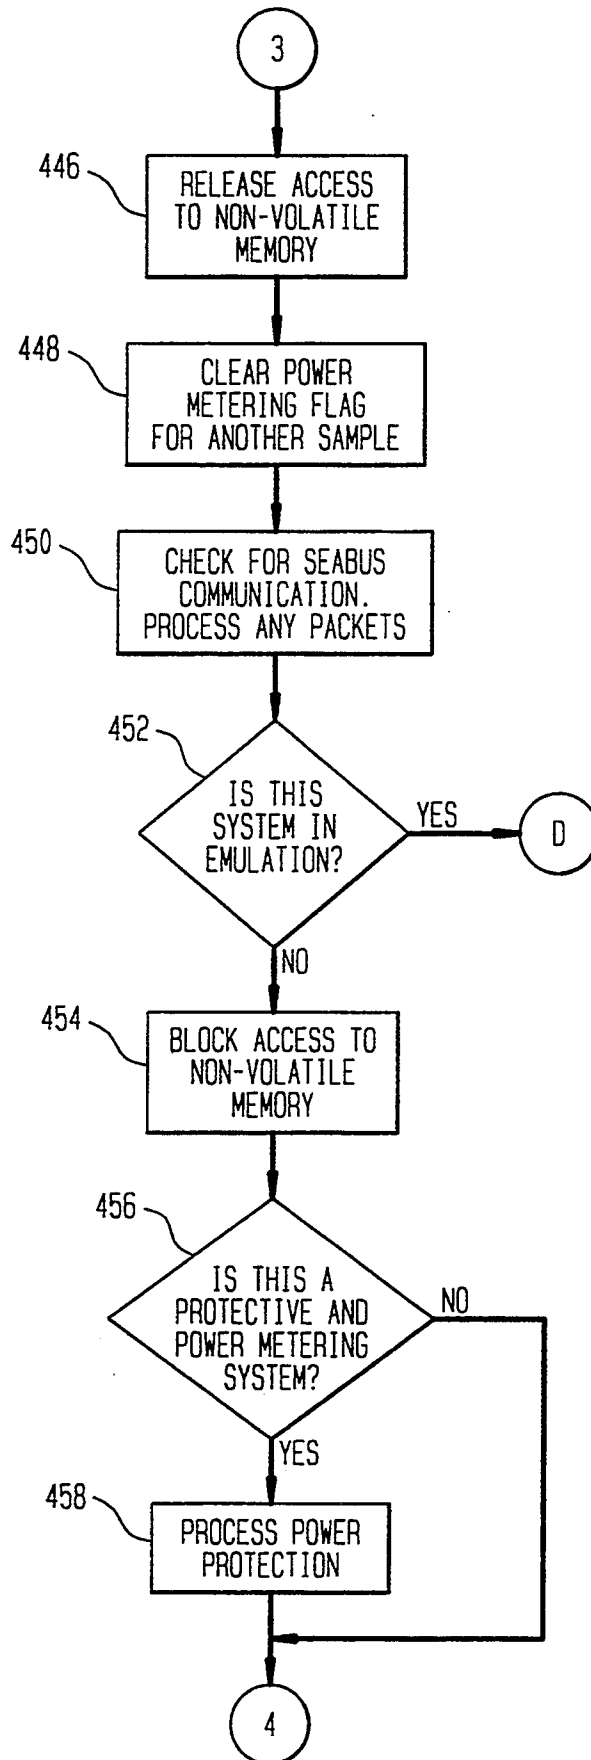 3
446
RELEASE ACCESS
TO NON-VOLATILE
MEMORY
448
CLEAR POWER
METERING FLAG
FOR ANOTHER SAMPLE
450
CHECK FOR SEABUS
COMMUNICATION.
PROCESS ANY PACKETS
452
IS THIS
SYSTEM IN
EMULATION?
YES
D
NO
454
BLOCK ACCESS TO
NON-VOLATILE
MEMORY
456
IS THIS A
PROTECTIVE AND
POWER METERING
SYSTEM?
NO
YES
458
PROCESS POWER
PROTECTION
4